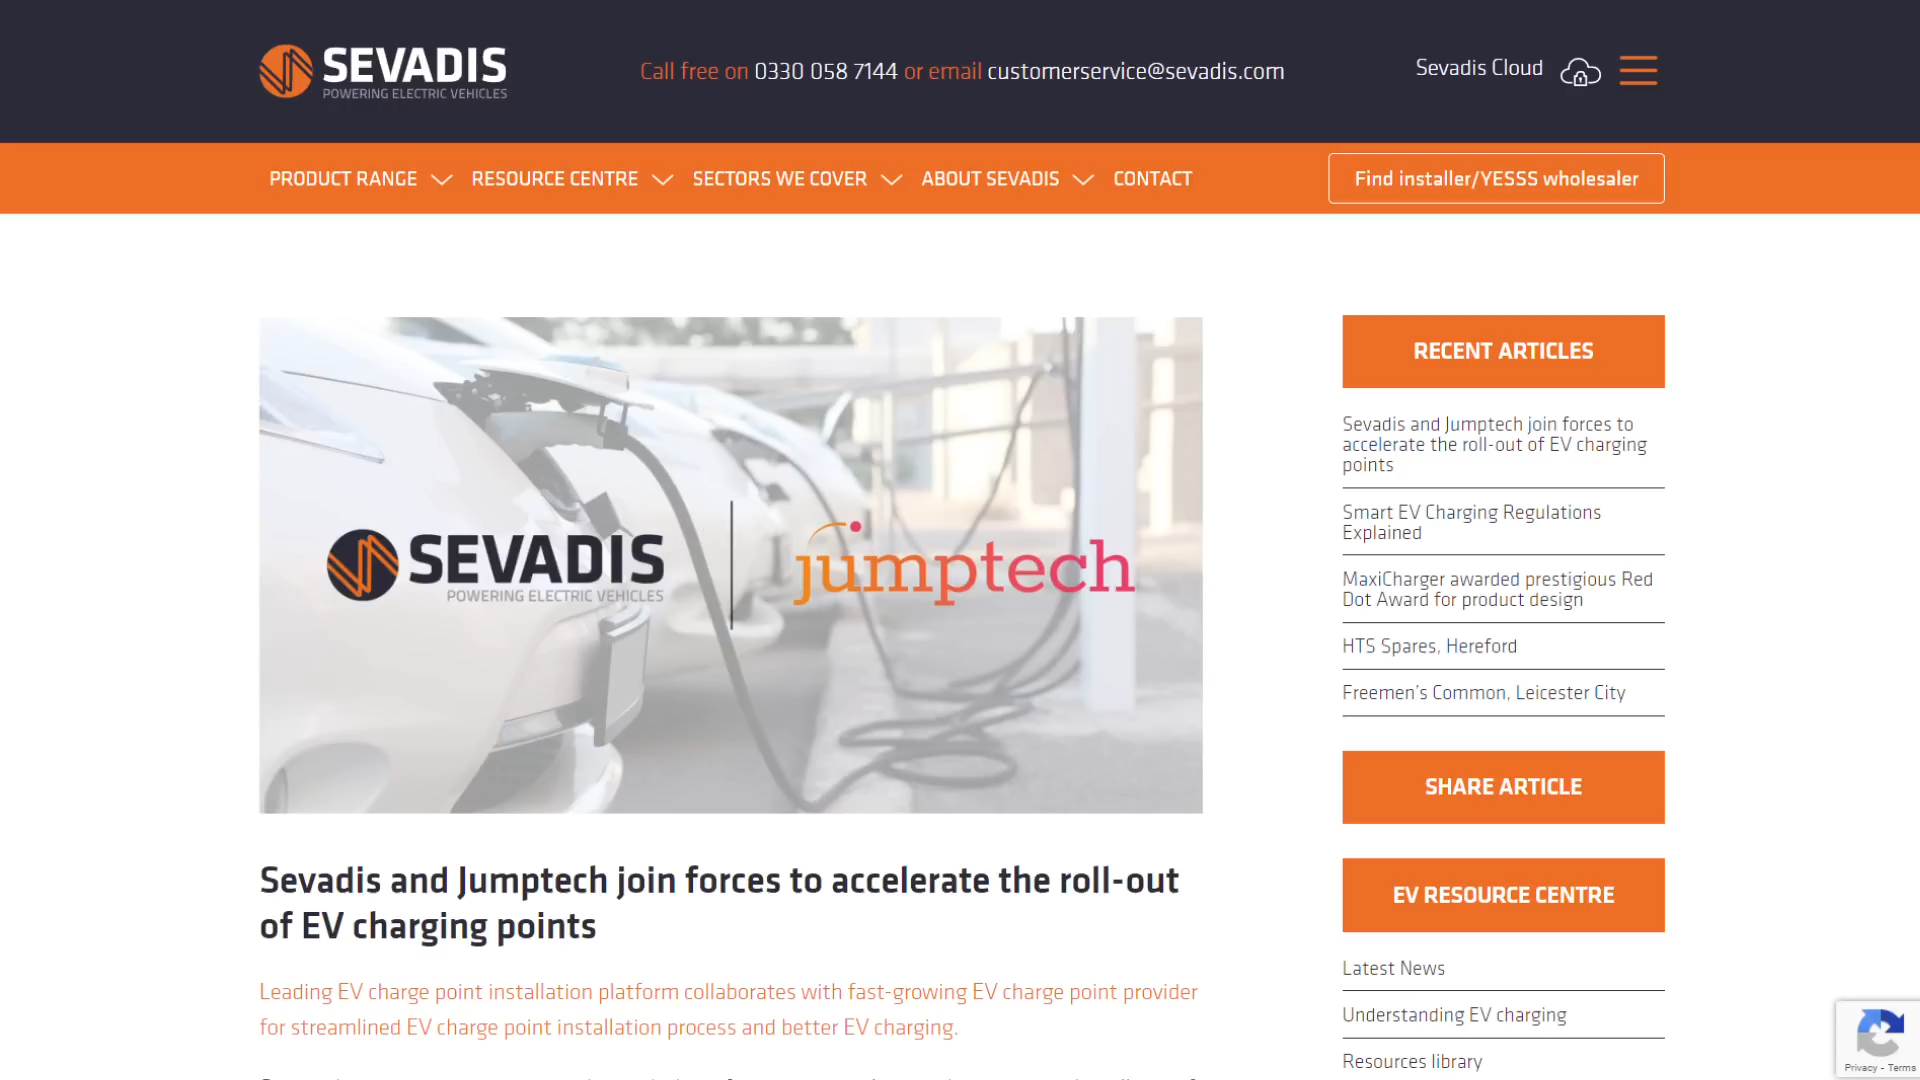 SEVADIS
POWERING ELECTRIC VEHICLES
Call free on 0330 058 7144 or email customerservice@sevadis.com
Sevadis Cloud
PRODUCT RANGE
RESOURCE CENTRE
SECTORS WE COVER
ABOUT SEVADIS
CONTACT
Find installer/YESSS wholesaler
SEVADIS
POWERING ELECTRIC VEHICLES
jumptech
Sevadis and Jumptech join forces to accelerate the roll-out
of EV charging points
Leading EV charge point installation platform collaborates with fast-growing EV charge point provider
for streamlined EV charge point installation process and better EV charging.
RECENT ARTICLES
Sevadis and Jumptech join forces to
accelerate the roll-out of EV charging
points
Smart EV Charging Regulations
Explained
MaxiCharger awarded prestigious Red
Dot Award for product design
HTS Spares, Hereford
Freemen's Common, Leicester City
SHARE ARTICLE
EV RESOURCE CENTRE
Latest News
Understanding EV charging
Resources library
Privacy - Terms